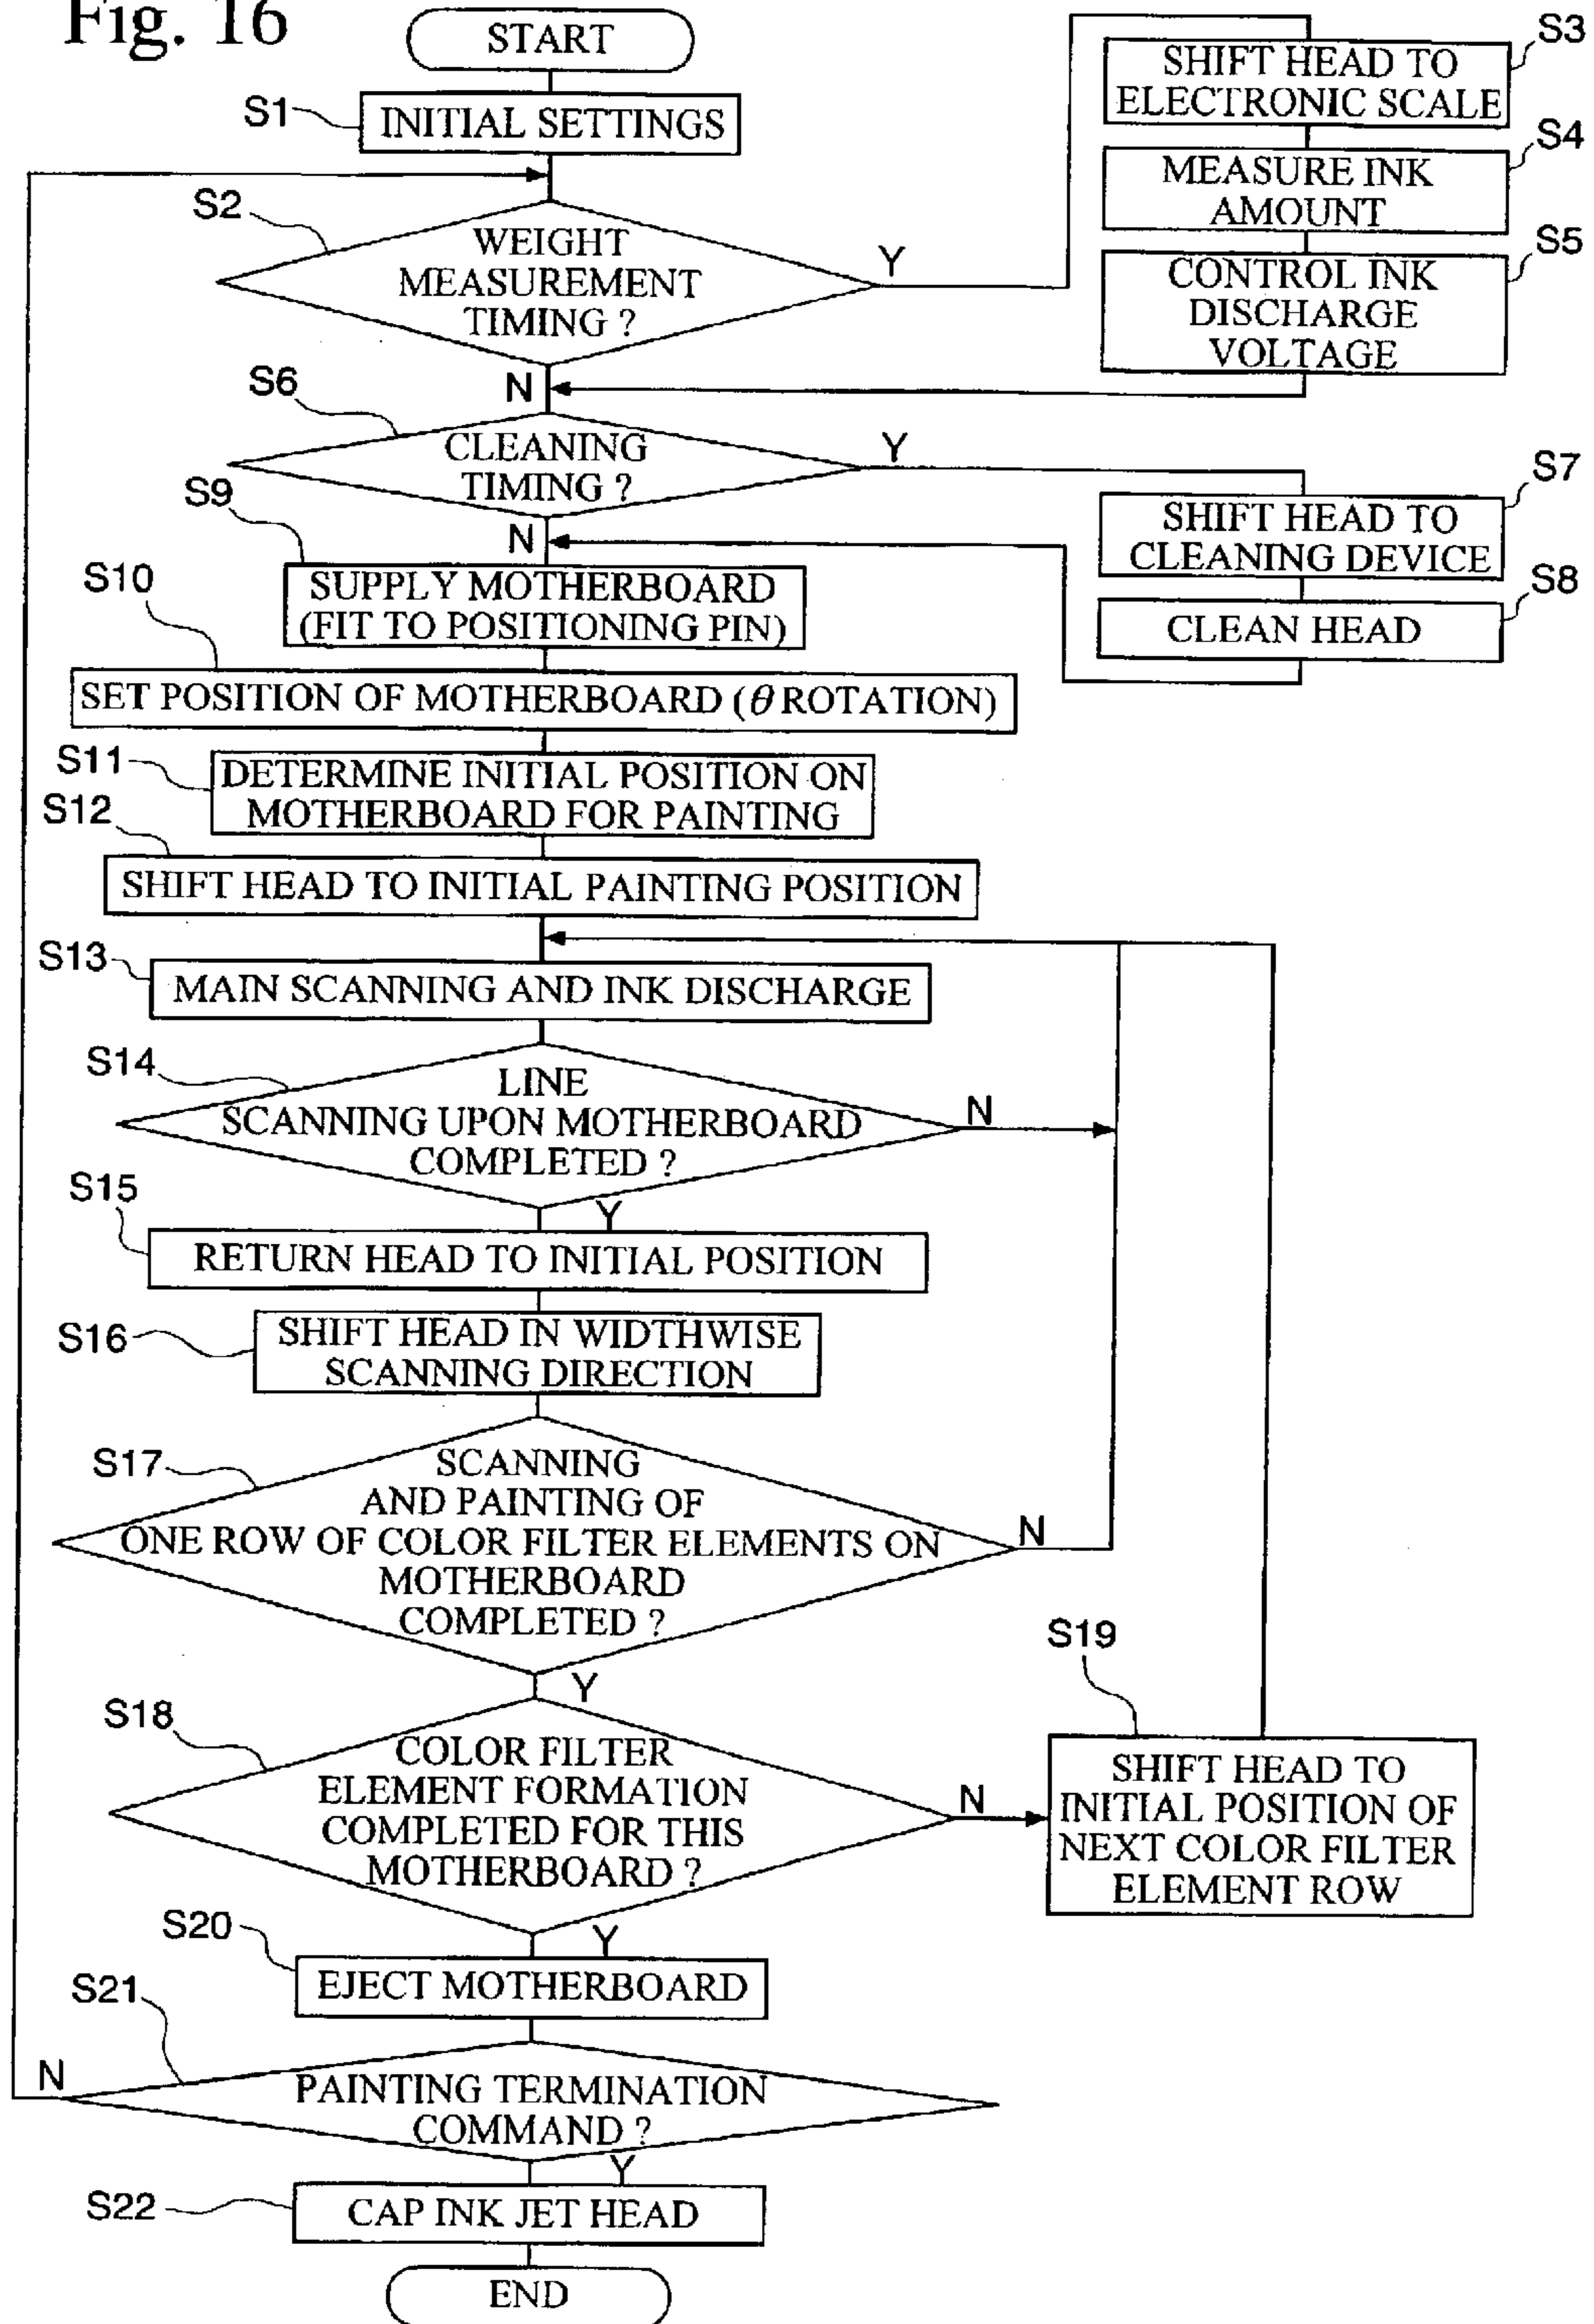 Fig. 16
START
S1
INITIAL SETTINGS
S2
WEIGHT
MEASUREMENT
TIMING ?
Y
S3
SHIFT HEAD TO
ELECTRONIC SCALE
S4
MEASURE INK
AMOUNT
S5
CONTROL INK
DISCHARGE
VOLTAGE
N
S6
CLEANING
TIMING ?
Y
S7
SHIFT HEAD TO
CLEANING DEVICE
S8
CLEAN HEAD
N
S9
SUPPLY MOTHERBOARD
(FIT TO POSITIONING PIN)
S10
SET POSITION OF MOTHERBOARD (θ ROTATION)
S11
DETERMINE INITIAL POSITION ON
MOTHERBOARD FOR PAINTING
S12
SHIFT HEAD TO INITIAL PAINTING POSITION
S13
MAIN SCANNING AND INK DISCHARGE
S14
LINE
SCANNING UPON MOTHERBOARD
COMPLETED ?
N
Y
S15
RETURN HEAD TO INITIAL POSITION
S16
SHIFT HEAD IN WIDTHWISE
SCANNING DIRECTION
S17
SCANNING
AND PAINTING OF
ONE ROW OF COLOR FILTER ELEMENTS ON
MOTHERBOARD
COMPLETED ?
N
Y
S18
COLOR FILTER
ELEMENT FORMATION
COMPLETED FOR THIS
MOTHERBOARD ?
N
S19
SHIFT HEAD TO
INITIAL POSITION OF
NEXT COLOR FILTER
ELEMENT ROW
Y
S20
EJECT MOTHERBOARD
S21
N
PAINTING TERMINATION
COMMAND ?
Y
S22
CAP INK JET HEAD
END